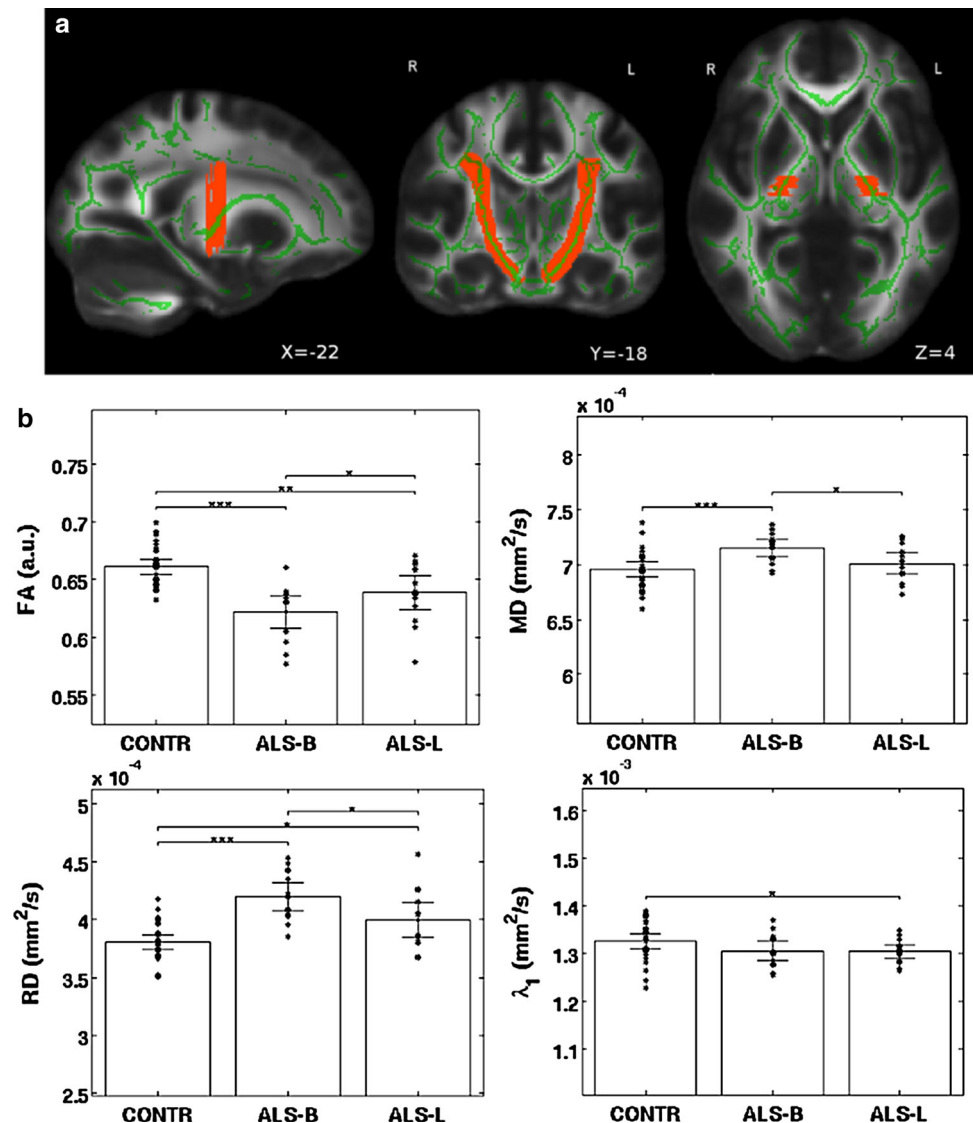 a
R
L
R
L
X=-22
Y=-18
Z=4
b
FA (a.u.)
0.75
0.7
0.65
0.6
0.55
***
**
*
CONTR ALS-B ALS-L
x 10⁻⁴
MD (mm²/s)
8
7.5
7
6.5
6
***
*
CONTR ALS-B ALS-L
x 10⁻⁴
RD (mm²/s)
5
4.5
4
3.5
3
2.5
***
*
*
CONTR ALS-B ALS-L
x 10⁻³
λ₁ (mm²/s)
1.6
1.5
1.4
1.3
1.2
1.1
*
CONTR ALS-B ALS-L